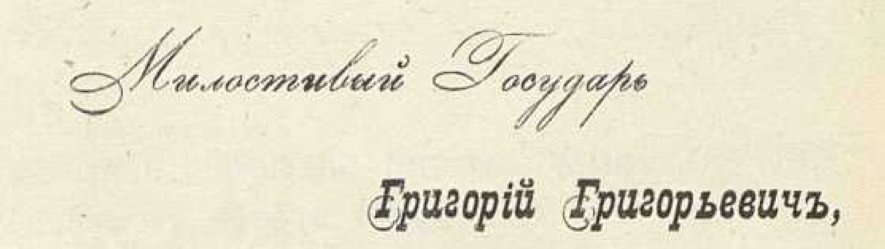 Милостивый Государь
Григорій Григорьевичъ,